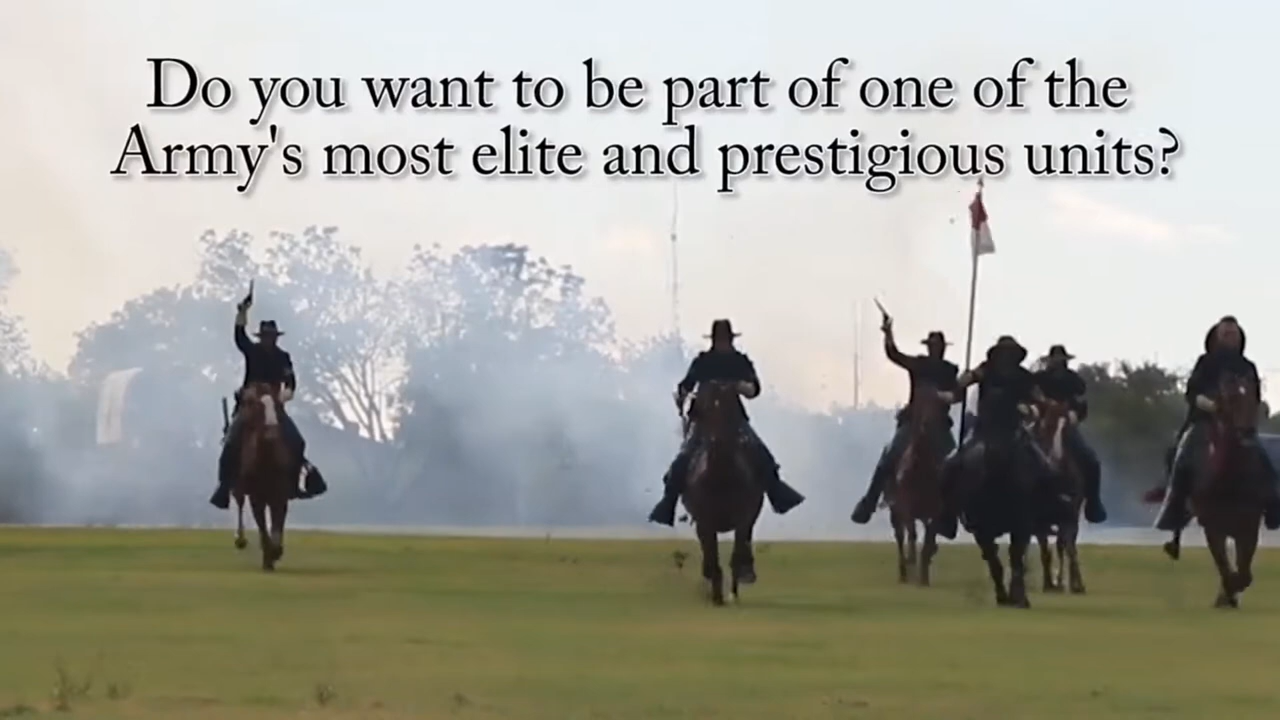 Do you want to be part of one of the
Army's most elite and prestigious units?